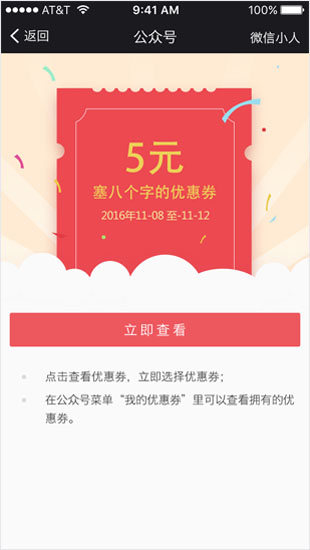 AT&T 9:41 AM 100%
返回 公众号 微信小人
5元
塞八个字的优惠券
2016年11-08 至-11-12
立即查看
点击查看优惠券，立即选择优惠券；
在公众号菜单“我的优惠券”里可以查看拥有的优
惠券。